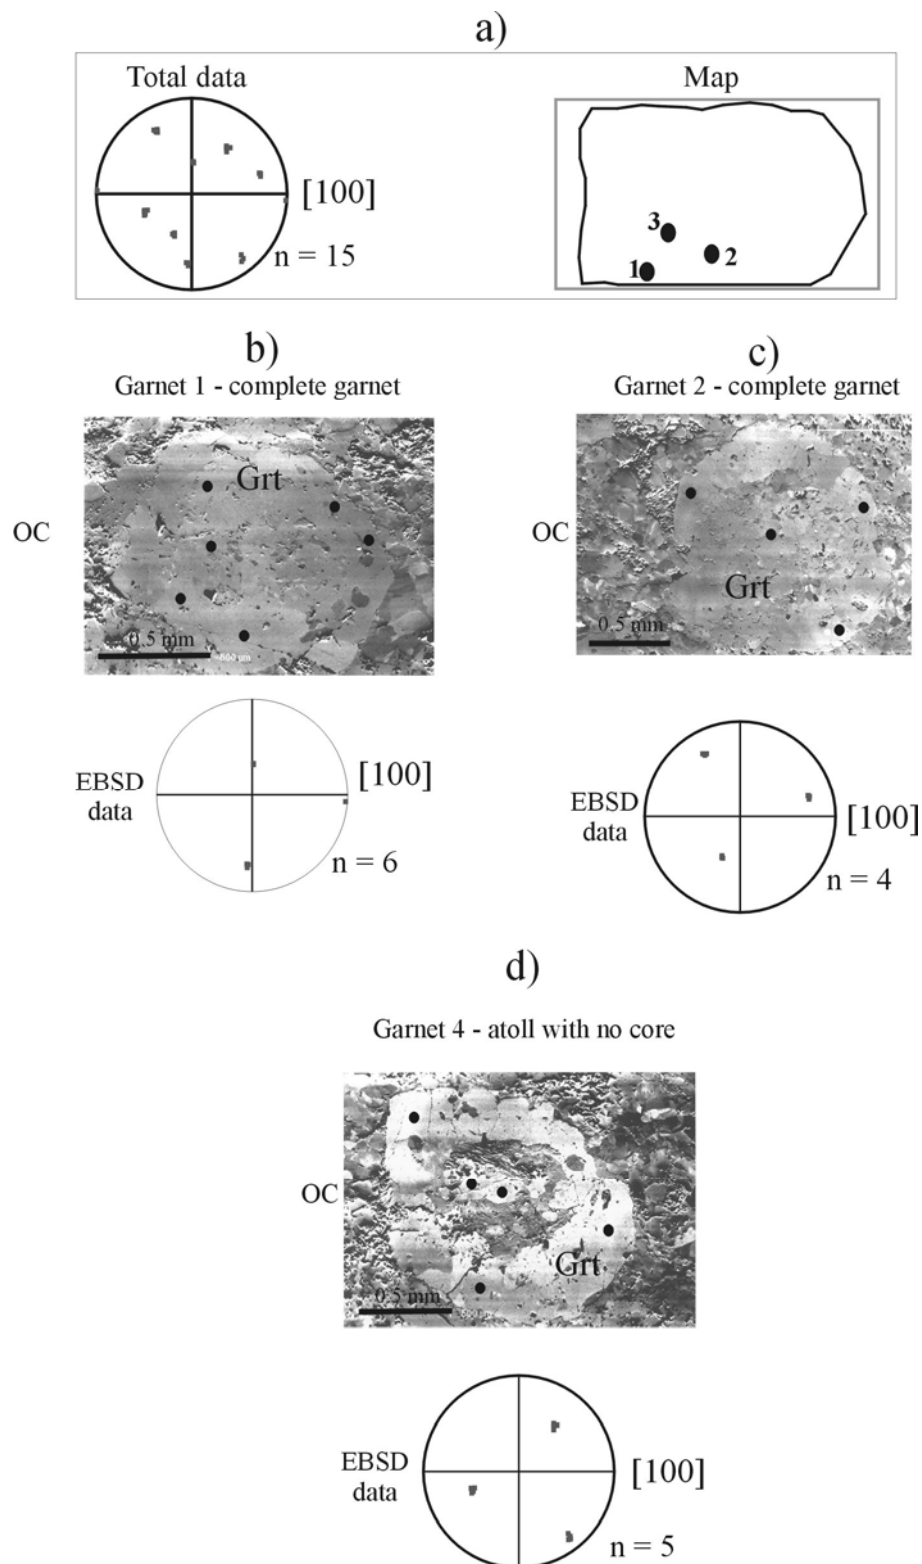 a)
Total data
Map
[100]
n = 15
1
2
3
b)
c)
Garnet 1 - complete garnet
Garnet 2 - complete garnet
OC
Grt
0.5 mm
OC
Grt
0.5 mm
EBSD
data
[100]
n = 6
EBSD
data
[100]
n = 4
d)
Garnet 4 - atoll with no core
OC
Grt
0.5 mm
EBSD
data
[100]
n = 5